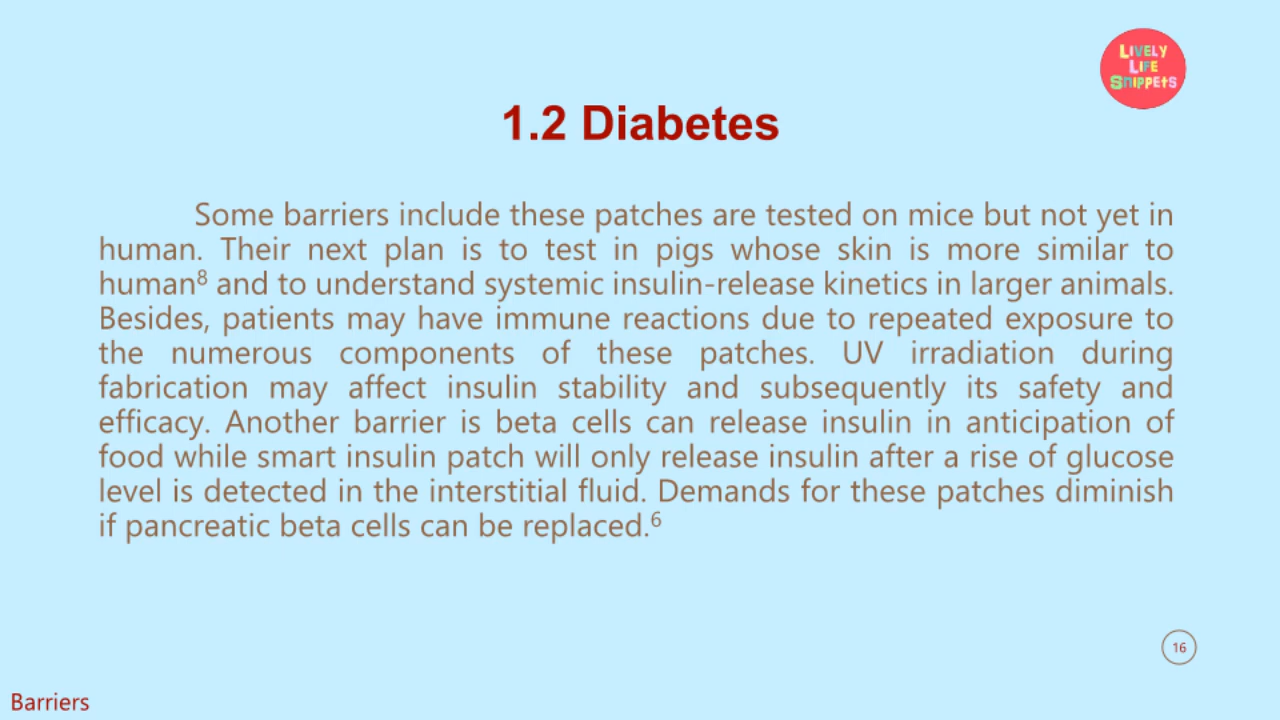 LIVELY
LIFE
SNIPPETS
1.2 Diabetes
Some barriers include these patches are tested on mice but not yet in
human. Their next plan is to test in pigs whose skin is more similar to
human⁸ and to understand systemic insulin-release kinetics in larger animals.
Besides, patients may have immune reactions due to repeated exposure to
the numerous components of these patches. UV irradiation during
fabrication may affect insulin stability and subsequently its safety and
efficacy. Another barrier is beta cells can release insulin in anticipation of
food while smart insulin patch will only release insulin after a rise of glucose
level is detected in the interstitial fluid. Demands for these patches diminish
if pancreatic beta cells can be replaced.⁶
16
Barriers